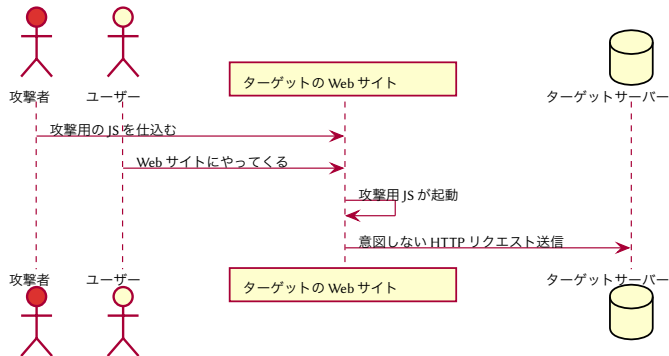 攻撃者
ユーザー
ターゲットの Web サイト
ターゲットサーバー
攻撃用の JS を仕込む
Web サイトにやってくる
攻撃用 JS が起動
意図しない HTTP リクエスト送信
攻撃者
ユーザー
ターゲットの Web サイト
ターゲットサーバー